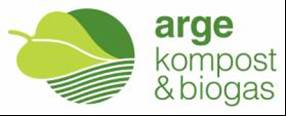 arge
kompost
& biogas